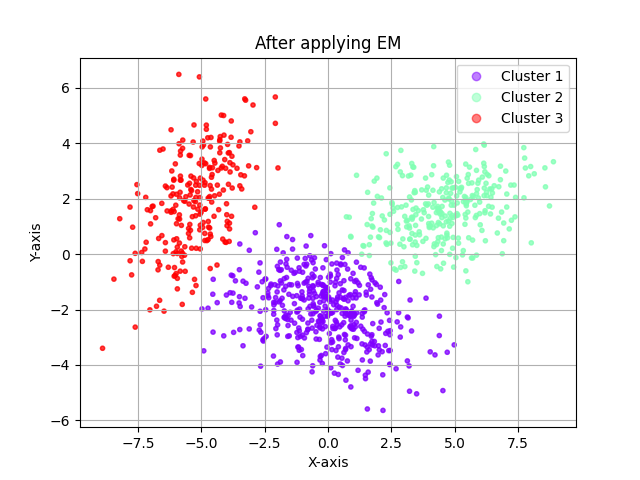 After applying EM
Cluster 1
Cluster 2
Cluster 3
6
4
2
0
−2
−4
−6
Y-axis
−7.5 −5.0 −2.5 0.0 2.5 5.0 7.5
X-axis